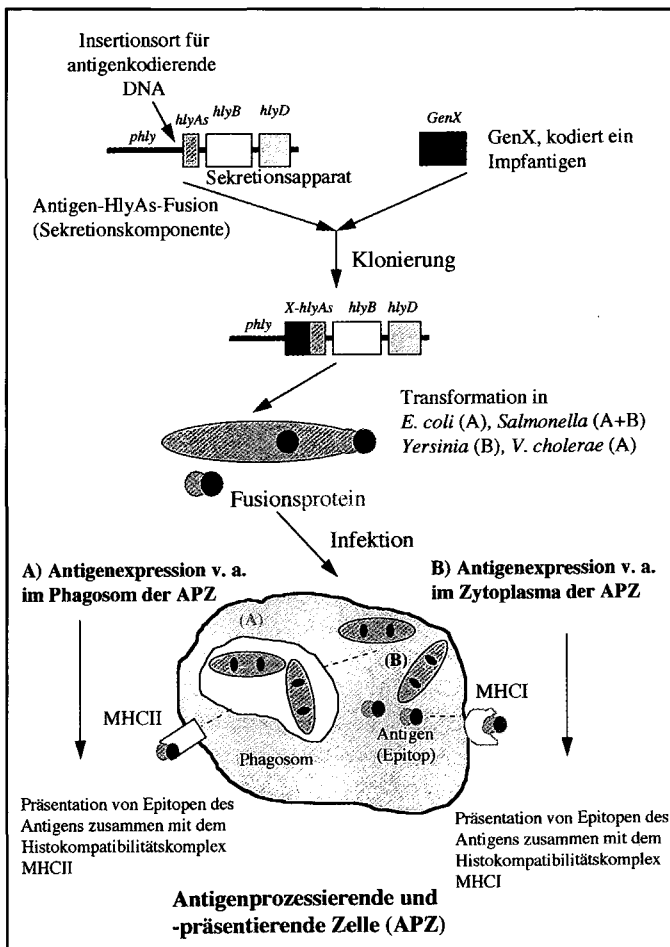 Insertionsort für
antigenkodierende
DNA
hlyAs hlyB hlyD
phly
Sekretionsapparat
GenX
GenX, kodiert ein
Impfantigen
Antigen-HlyAs-Fusion
(Sekretionskomponente)
Klonierung
X-hlyAs hlyB hlyD
phly
Transformation in
E. coli (A), Salmonella (A+B)
Yersinia (B), V. cholerae (A)
Fusionsprotein
Infektion
A) Antigenexpression v. a.
im Phagosom der APZ
B) Antigenexpression v. a.
im Zytoplasma der APZ
(A)
(B)
MHCII
MHCI
Phagosom
Antigen
(Epitop)
Präsentation von Epitopen des
Antigens zusammen mit dem
Histokompatibilitätskomplex
MHCII
Präsentation von Epitopen des
Antigens zusammen mit dem
Histokompatibilitätskomplex
MHCI
Antigenprozessierende und
-präsentierende Zelle (APZ)